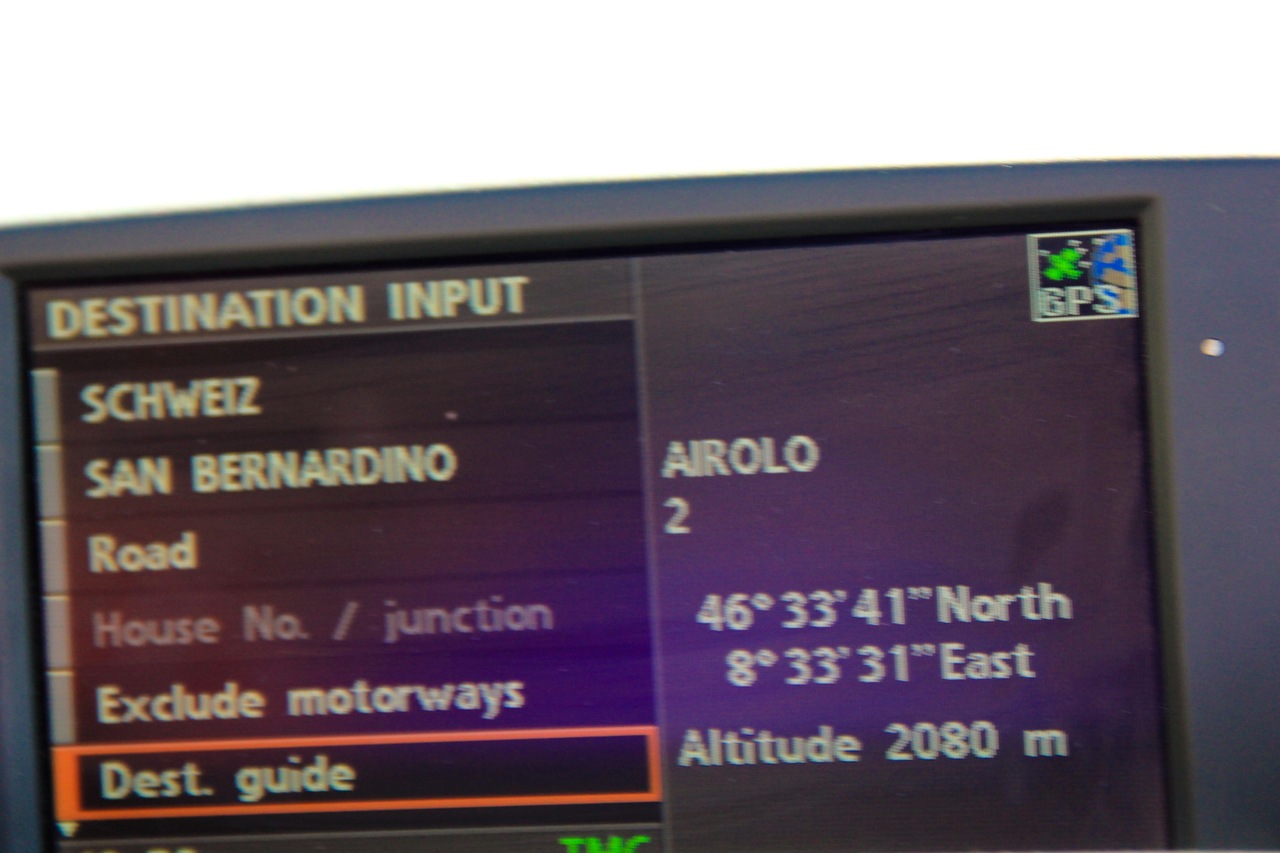 DESTINATION INPUT
GPS
SCHWEIZ
SAN BERNARDINO
Road
House No. / junction
Exclude motorways
Dest. guide
AIROLO
2
46°33'41"North
8°33'31"East
Altitude 2080 m